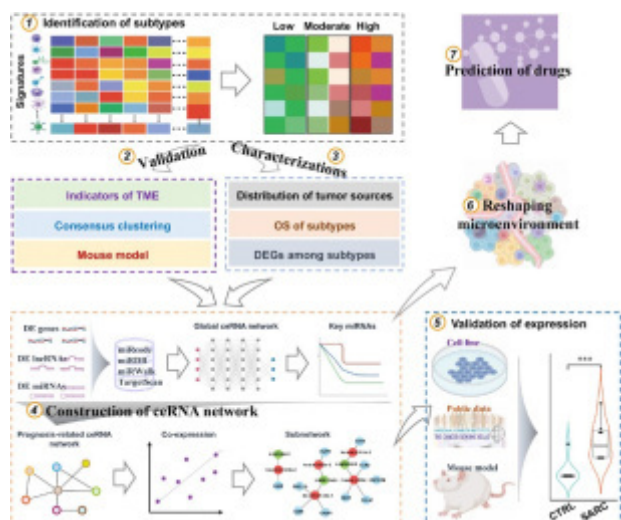 1 Identification of subtypes
Signatures
Low Moderate High
2 Validation
Characterizations 3
Indicators of TME
Consensus clustering
Mouse model
Distribution of tumor sources
OS of subtypes
DEGs among subtypes
7
Prediction of drugs
6 Reshaping
microenvironment
DE genes
DE lncRNAs
DE miRNAs
miRcode
miRDB
miRWalk
TargetScan
Global ceRNA network
Key miRNAs
4 Construction of ceRNA network
Prognosis-related ceRNA
network
Co-expression
Subnetwork
5 Validation of expression
Cell line
Public data
Mouse model
***
CTRL
SARC